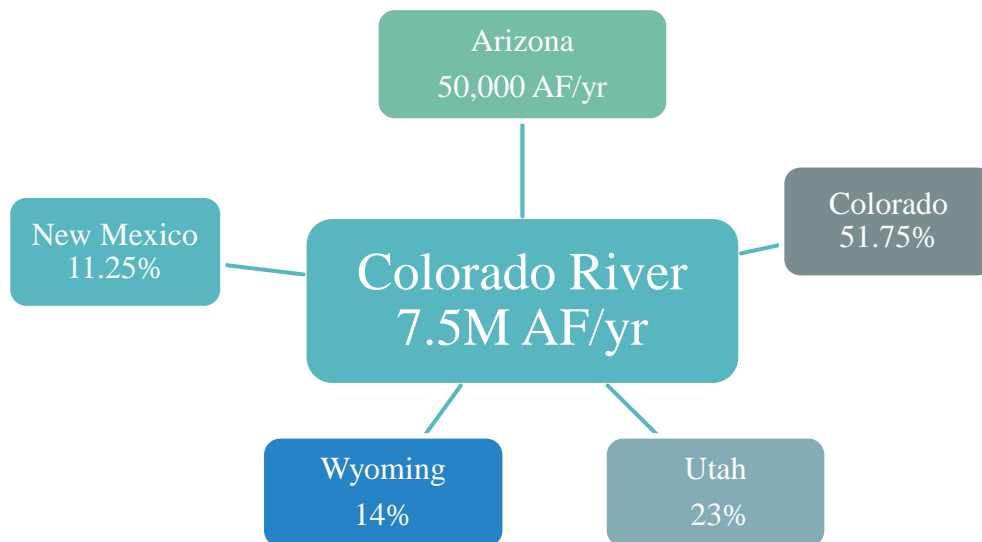 Arizona
50,000 AF/yr
Colorado
51.75%
New Mexico
11.25%
Colorado River
7.5M AF/yr
Wyoming
14%
Utah
23%